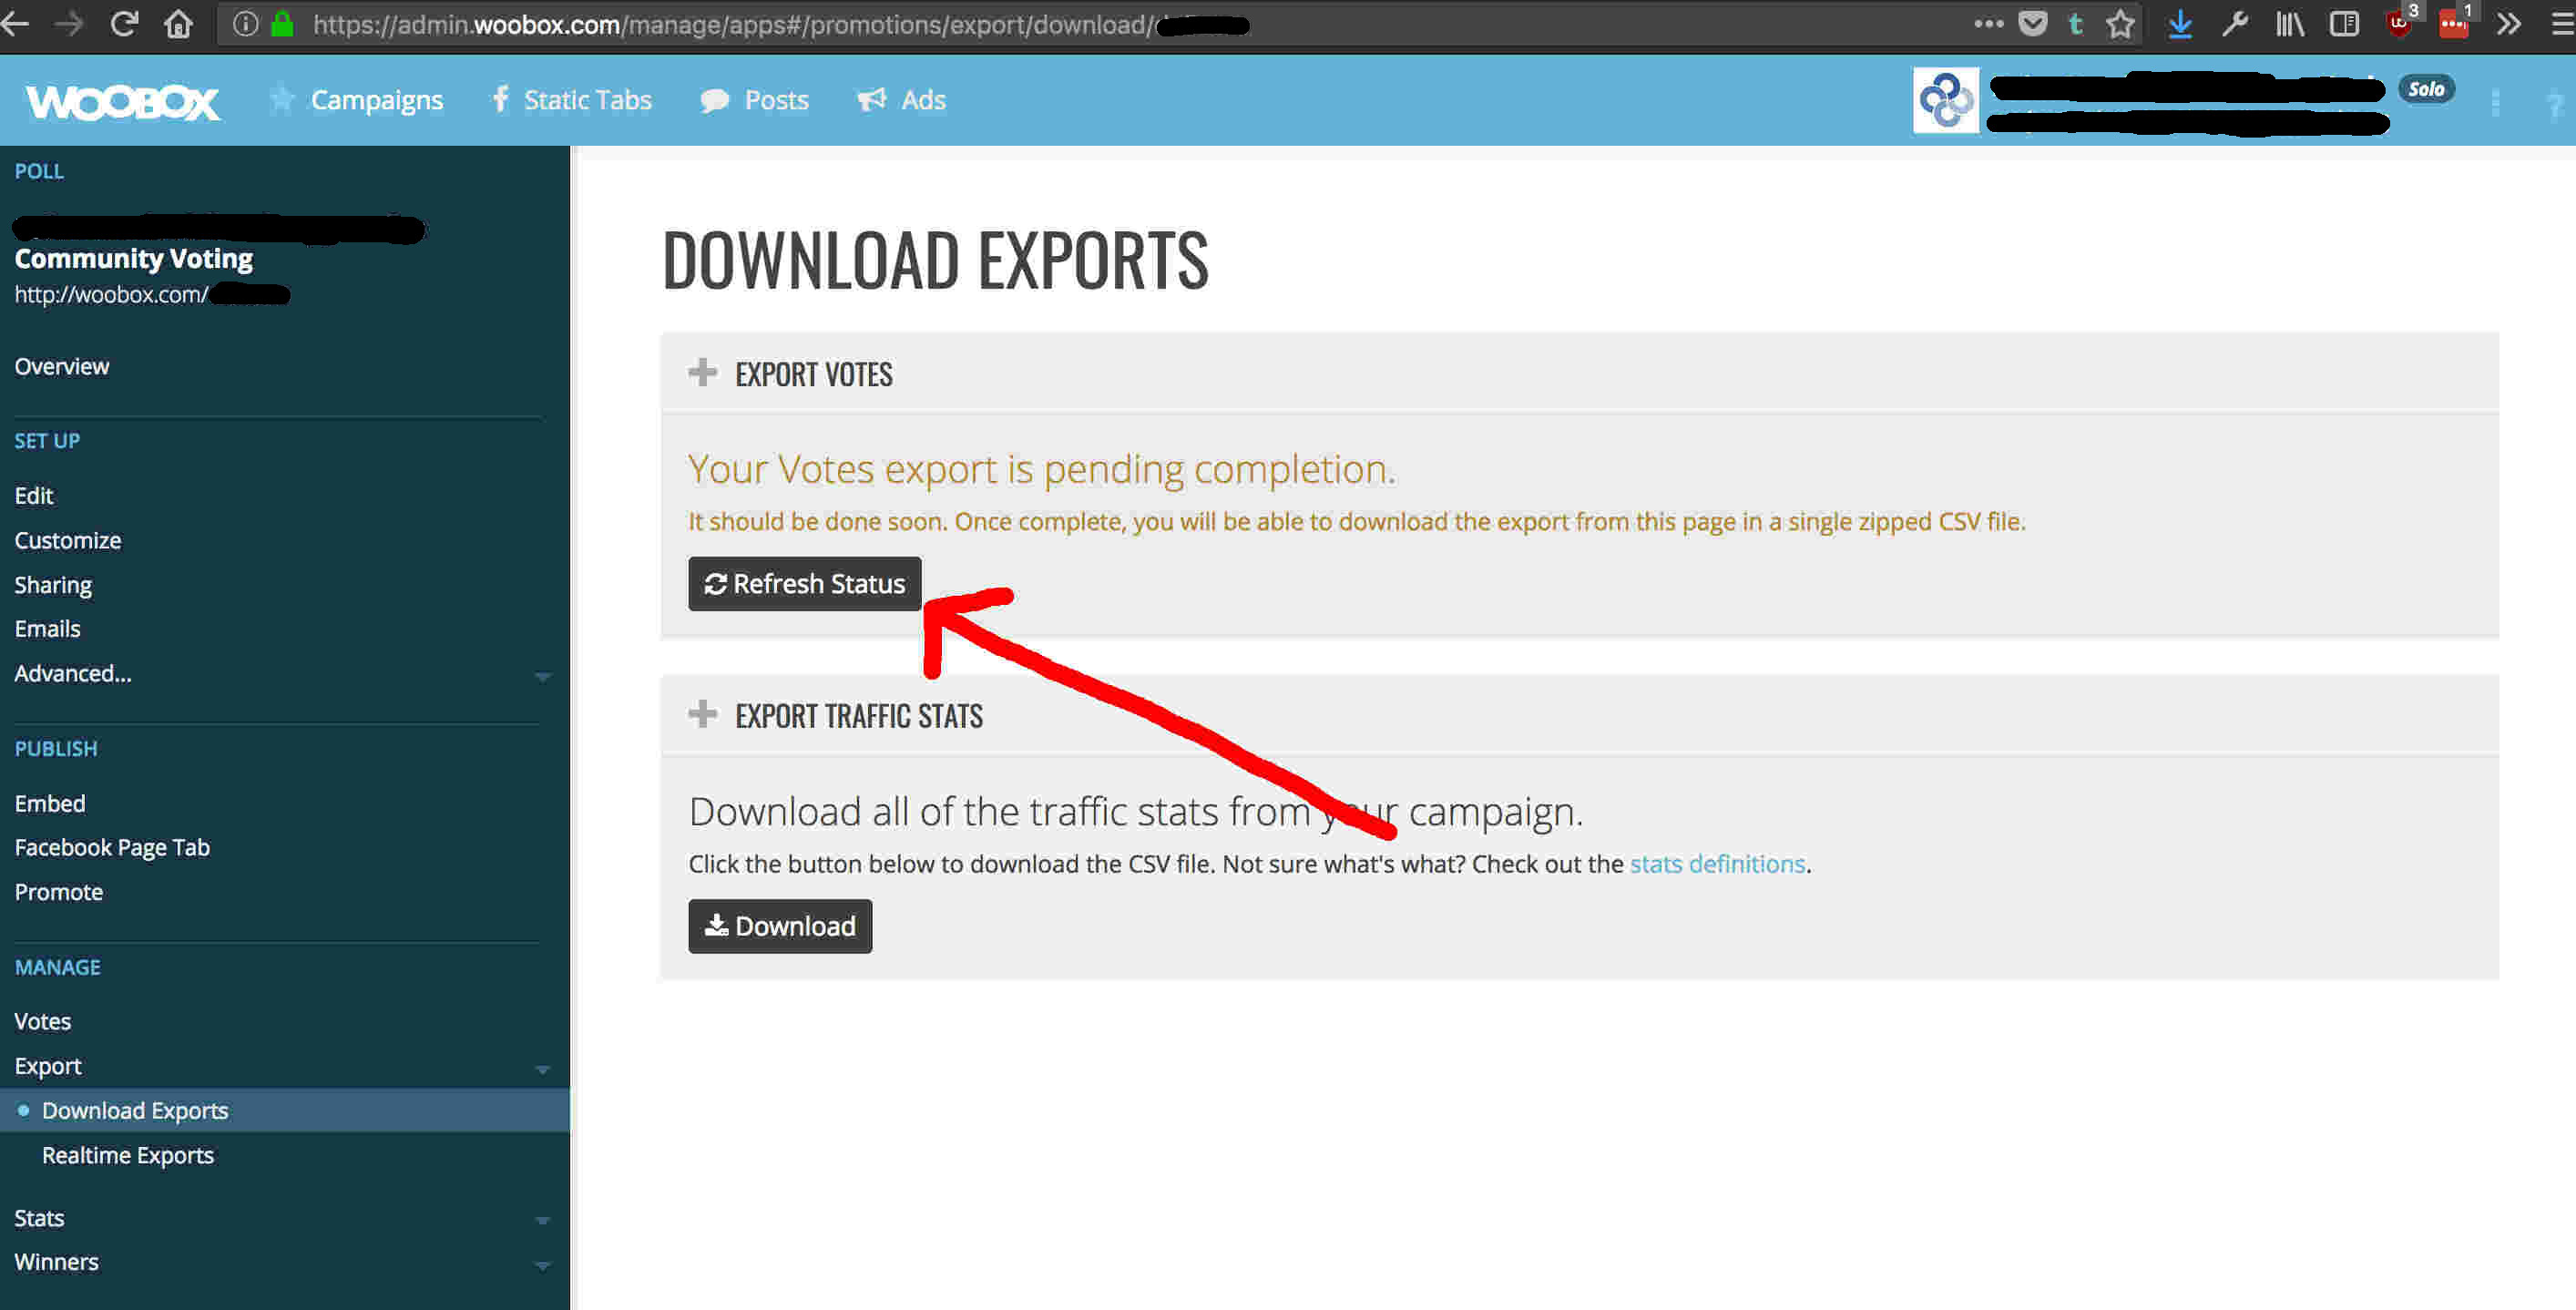 https://admin.woobox.com/manage/apps#/promotions/export/download/
3
1
WOOBOX
Campaigns
Static Tabs
Posts
Ads
Solo
POLL
Community Voting
http://woobox.com/
Overview
SET UP
Edit
Customize
Sharing
Emails
Advanced...
PUBLISH
Embed
Facebook Page Tab
Promote
MANAGE
Votes
Export
Download Exports
Realtime Exports
Stats
Winners
DOWNLOAD EXPORTS
EXPORT VOTES
Your Votes export is pending completion.
It should be done soon. Once complete, you will be able to download the export from this page in a single zipped CSV file.
Refresh Status
EXPORT TRAFFIC STATS
Download all of the traffic stats from your campaign.
Click the button below to download the CSV file. Not sure what's what? Check out the stats definitions.
Download